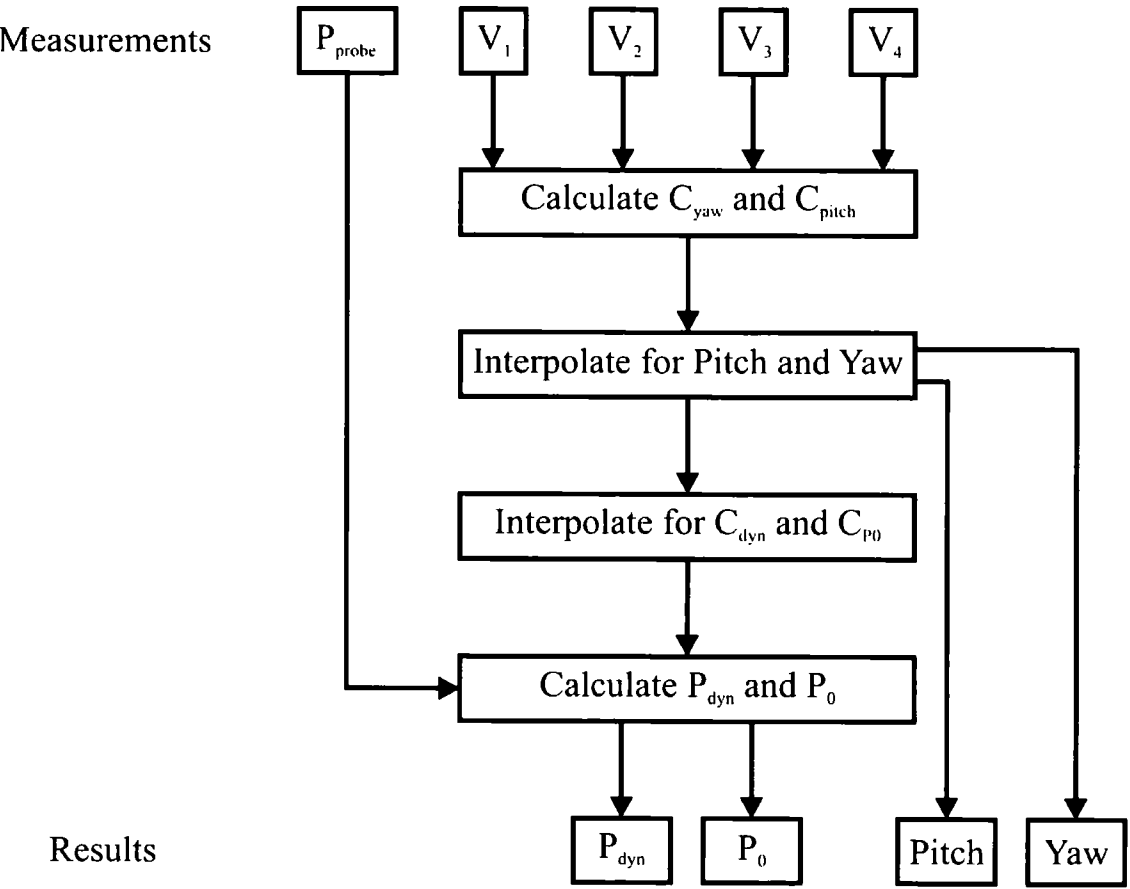 Measurements
P_probe
V_1
V_2
V_3
V_4
Calculate C_yaw and C_pitch
Interpolate for Pitch and Yaw
Interpolate for C_dyn and C_P0
Calculate P_dyn and P_0
Results
P_dyn
P_0
Pitch
Yaw